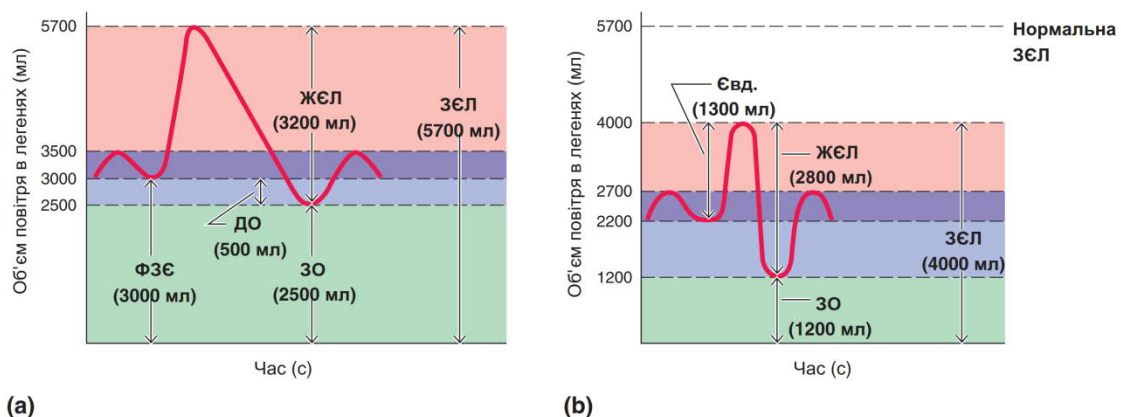 5700
3500
3000
2500
Об'єм повітря в легенях (мл)
ЖЄЛ
(3200 мл)
ЗЄЛ
(5700 мл)
ДО
(500 мл)
ФЗЄ
(3000 мл)
ЗО
(2500 мл)
Час (с)
(a)
5700
4000
2700
2200
1200
Об'єм повітря в легенях (мл)
Нормальна
ЗЄЛ
Євд.
(1300 мл)
ЖЄЛ
(2800 мл)
ЗЄЛ
(4000 мл)
ЗО
(1200 мл)
Час (с)
(b)